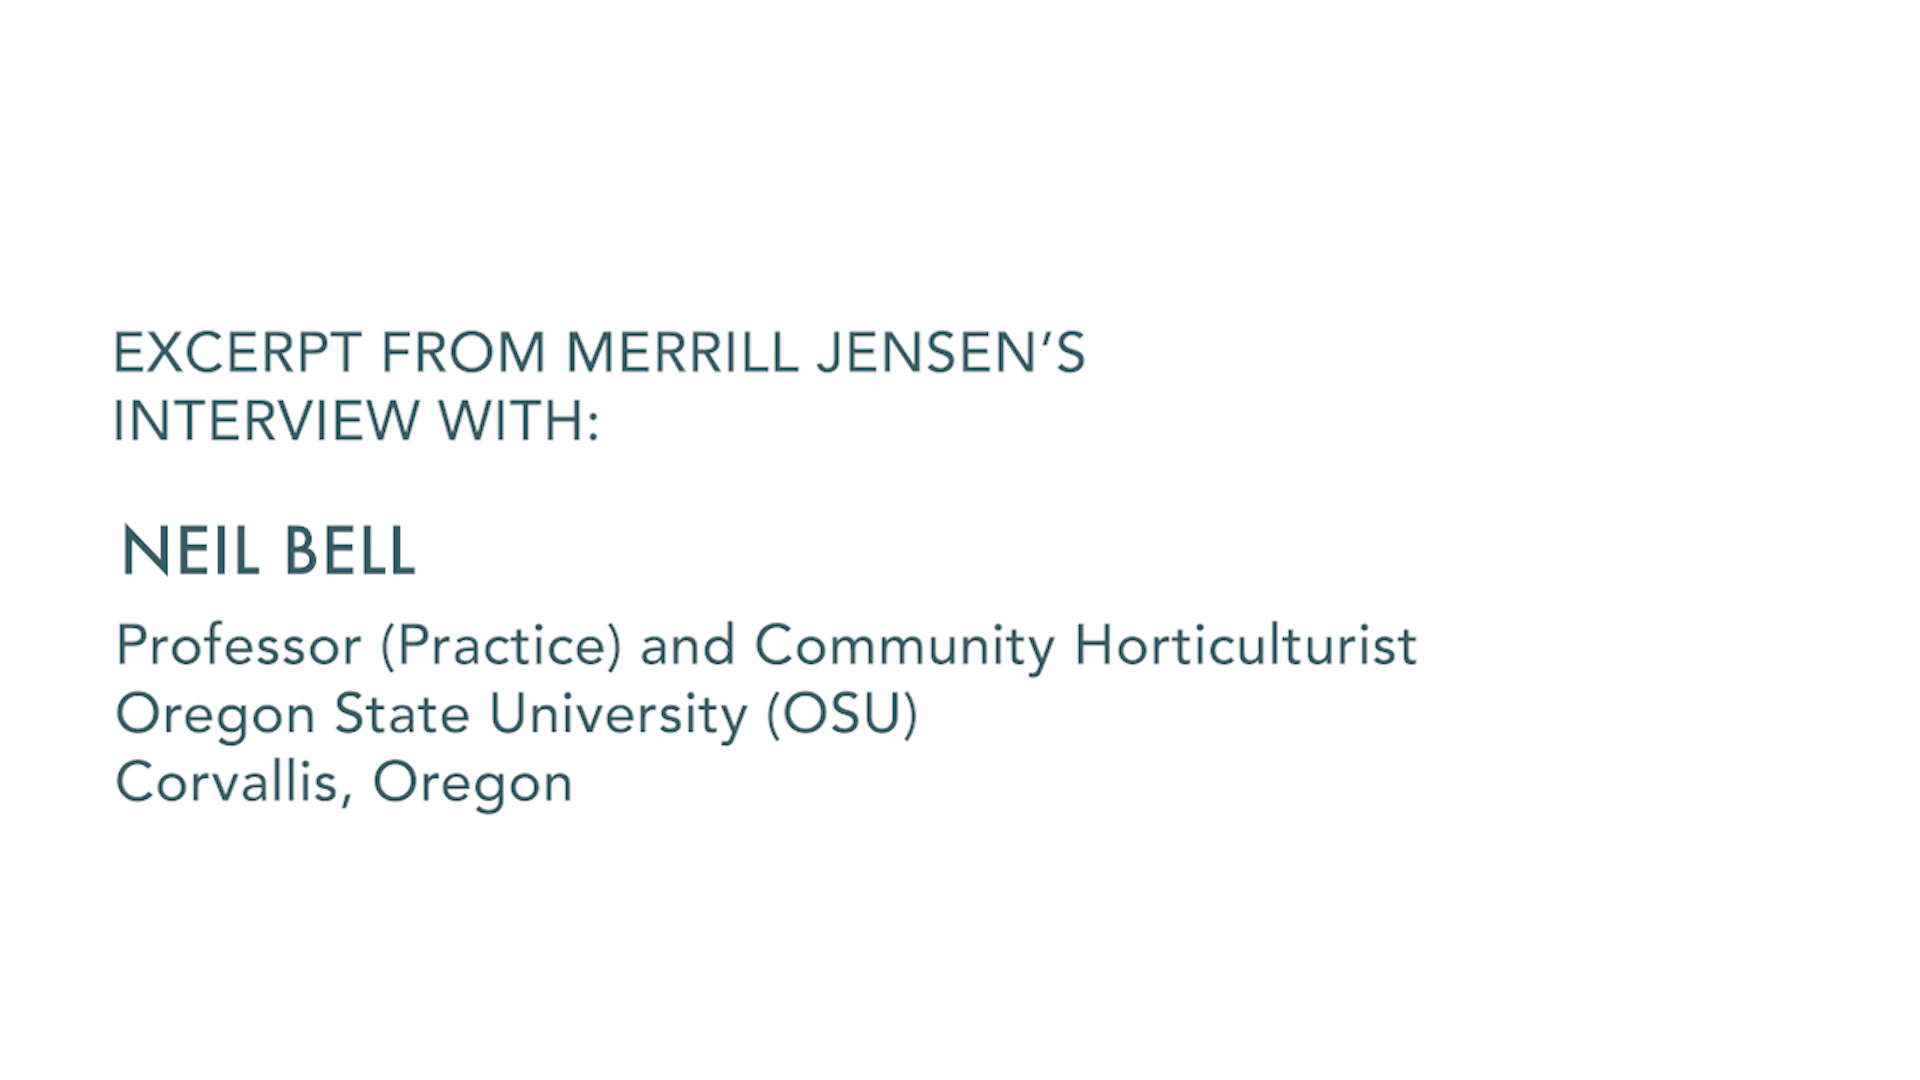 EXCERPT FROM MERRILL JENSEN’S
INTERVIEW WITH:
NEIL BELL
Professor (Practice) and Community Horticulturist
Oregon State University (OSU)
Corvallis, Oregon